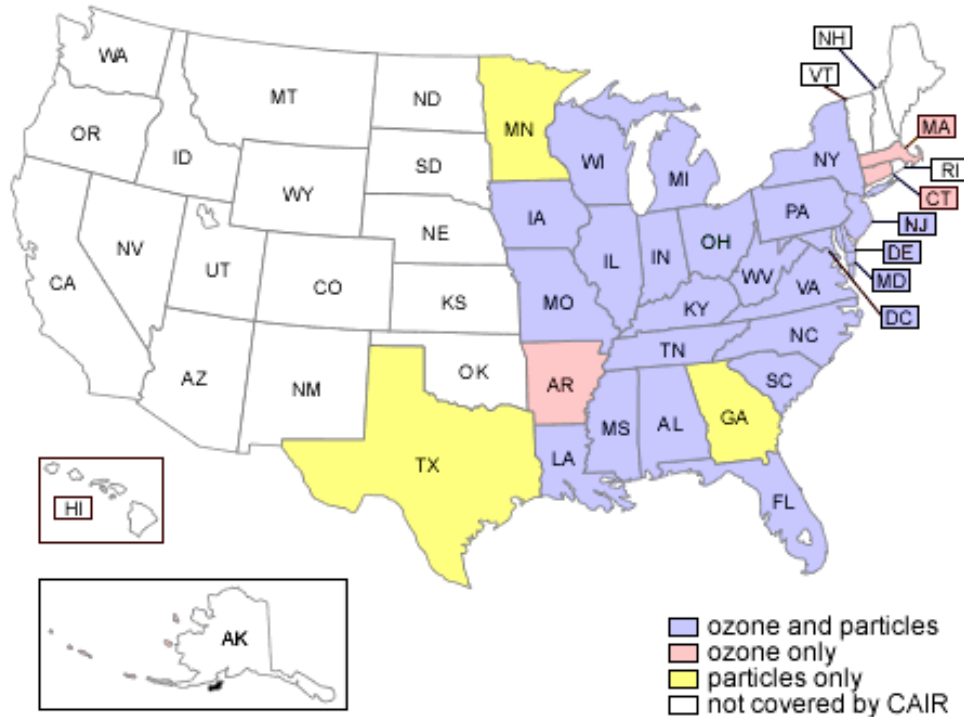 NH
WA
VT
MT
ND
MN
MA
OR
ID
SD
WI
NY
RI
MI
WY
CT
IA
PA
NE
NJ
NV
OH
IL
IN
DE
UT
WV
MD
CA
CO
VA
KS
MO
KY
DC
NC
TN
OK
AZ
AR
SC
NM
GA
MS
AL
LA
TX
FL
HI
AK
ozone and particles
ozone only
particles only
not covered by CAIR